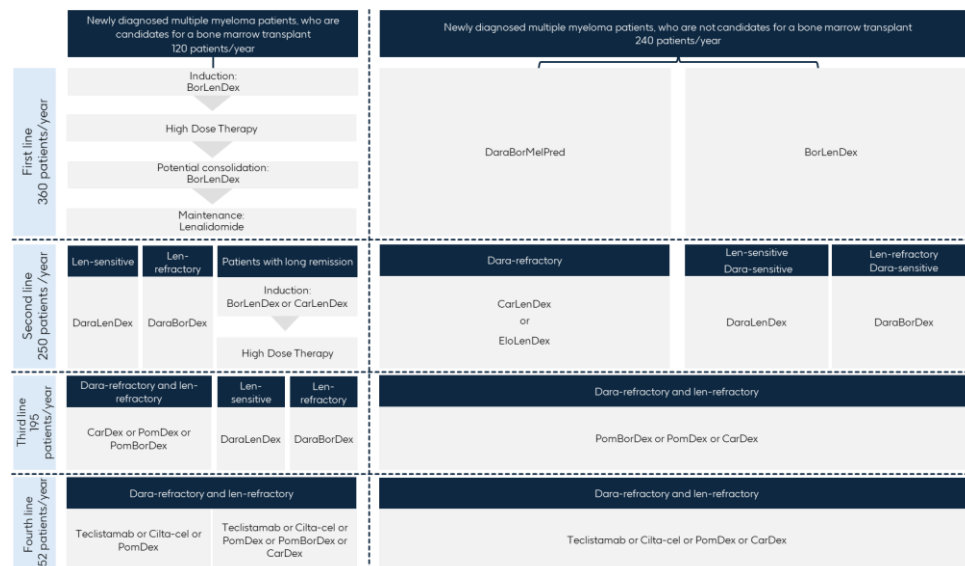 Newly diagnosed multiple myeloma patients, who are
candidates for a bone marrow transplant
120 patients/year
Newly diagnosed multiple myeloma patients, who are not candidates for a bone marrow transplant
240 patients/year
First line
360 patients/year
Induction:
BorLenDex
High Dose Therapy
Potential consolidation:
BorLenDex
Maintenance:
Lenalidomide
DaraBorMelPred
BorLenDex
Second line
250 patients /year
Len-sensitive
Len-
refractory
Patients with long remission
DaraLenDex
DaraBorDex
Induction:
BorLenDex or CarLenDex
High Dose Therapy
Dara-refractory
CarLenDex
or
EloLenDex
Len-sensitive
Dara-sensitive
DaraLenDex
Len-refractory
Dara-sensitive
DaraBorDex
Third line
195
patients/year
Dara-refractory and len-
refractory
CarDex or PomDex or
PomBorDex
Len-
sensitive
DaraLenDex
Len-
refractory
DaraBorDex
Dara-refractory and len-refractory
PomBorDex or PomDex or CarDex
Fourth line
52 patients/year
Dara-refractory and len-refractory
Teclistamab or Cilta-cel or
PomDex
Teclistamab or Cilta-cel or
PomDex or PomBorDex or
CarDex
Dara-refractory and len-refractory
Teclistamab or Cilta-cel or PomDex or CarDex